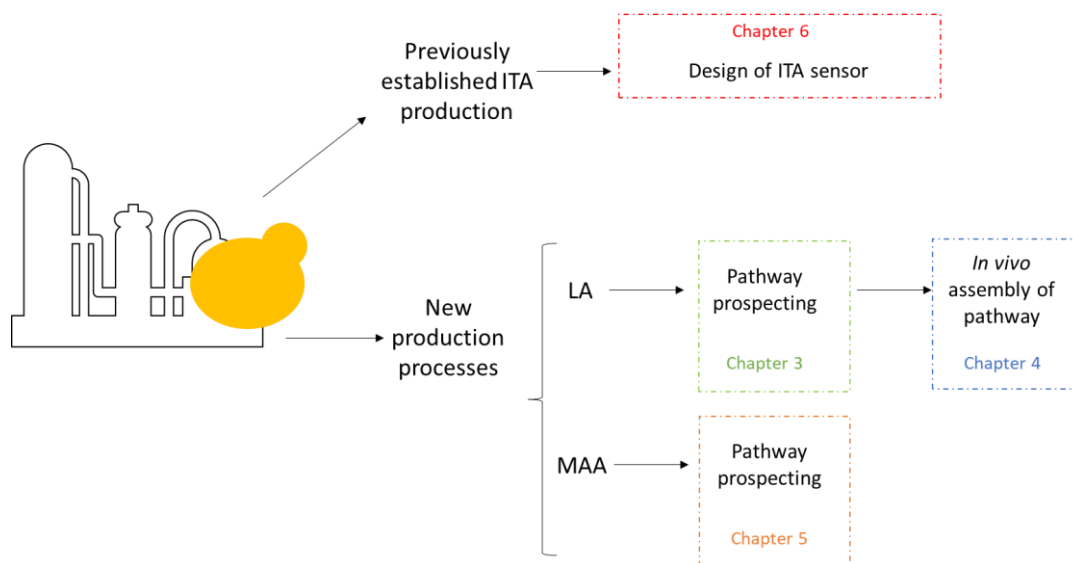 Previously
established ITA
production
Chapter 6
Design of ITA sensor
New
production
processes
LA
Pathway
prospecting
Chapter 3
In vivo
assembly of
pathway
Chapter 4
MAA
Pathway
prospecting
Chapter 5